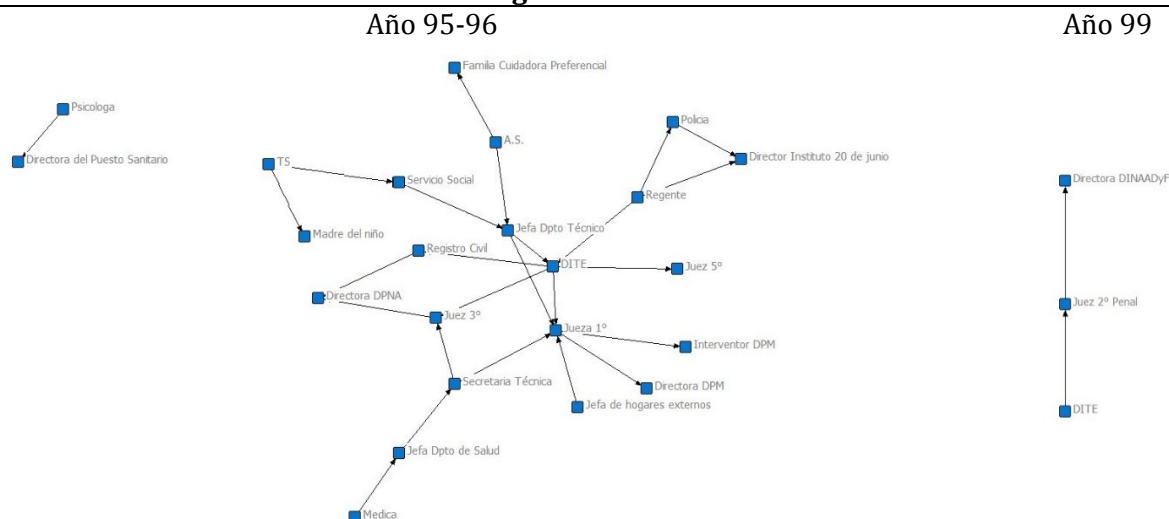 Año 95-96
Año 99
Familia Cuidadora Preferencial
Psicologa
Policia
A.S.
Directora del Puesto Sanitario
TS
Director Instituto 20 de junio
Servicio Social
Directora DINAADyF
Regente
Madre del niño
Jefa Dpto Técnico
Registro Civil
DITE
Juez 5º
Directora DPNA
Juez 3º
Juez 2º Penal
Jueza 1º
Interventor DPM
Secretaria Técnica
Directora DPM
Jefa de hogares externos
DITE
Jefa Dpto de Salud
Medica